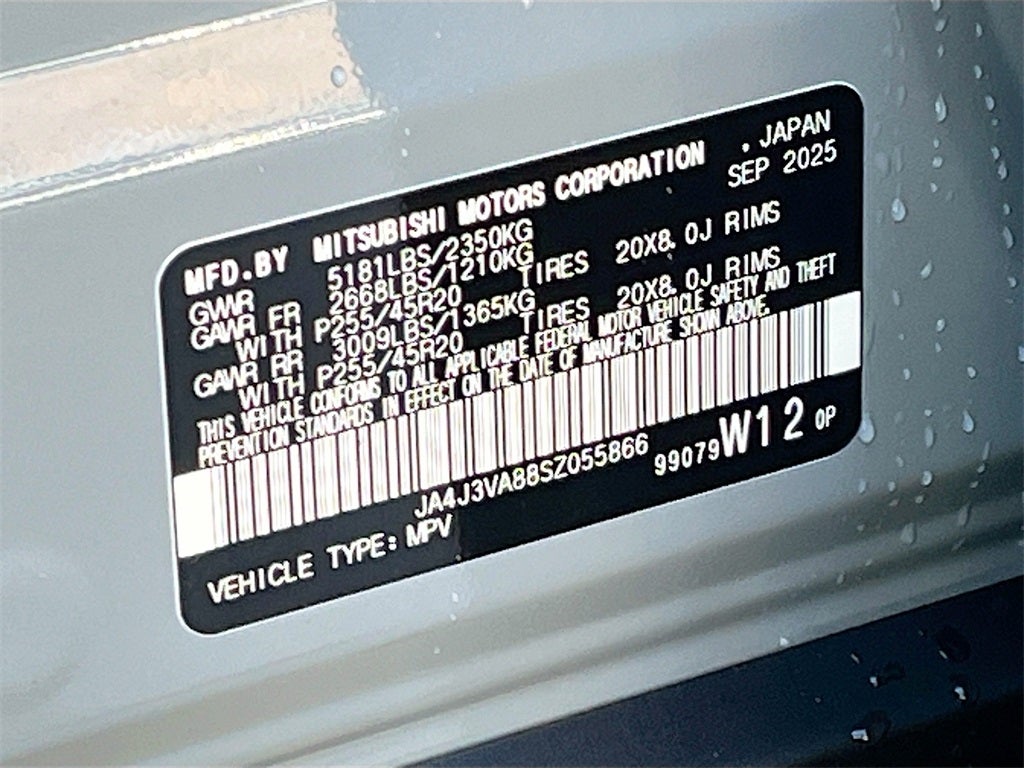 MFD.BY MITSUBISHI MOTORS CORPORATION . JAPAN
SEP 2025
GWVR 5181LBS/2350KG
GAWR FR 2668LBS/1210KG
WITH P255/45R20 TIRES 20X8.0J RIMS
GAWR RR 3009LBS/1365KG
WITH P255/45R20 TIRES 20X8.0J RIMS
THIS VEHICLE CONFORMS TO ALL APPLICABLE FEDERAL MOTOR VEHICLE SAFETY AND THEFT
PREVENTION STANDARDS IN EFFECT ON THE DATE OF MANUFACTURE SHOWN ABOVE.
JA4J3VA88SZ055866 99079 W12 0P
VEHICLE TYPE: MPV